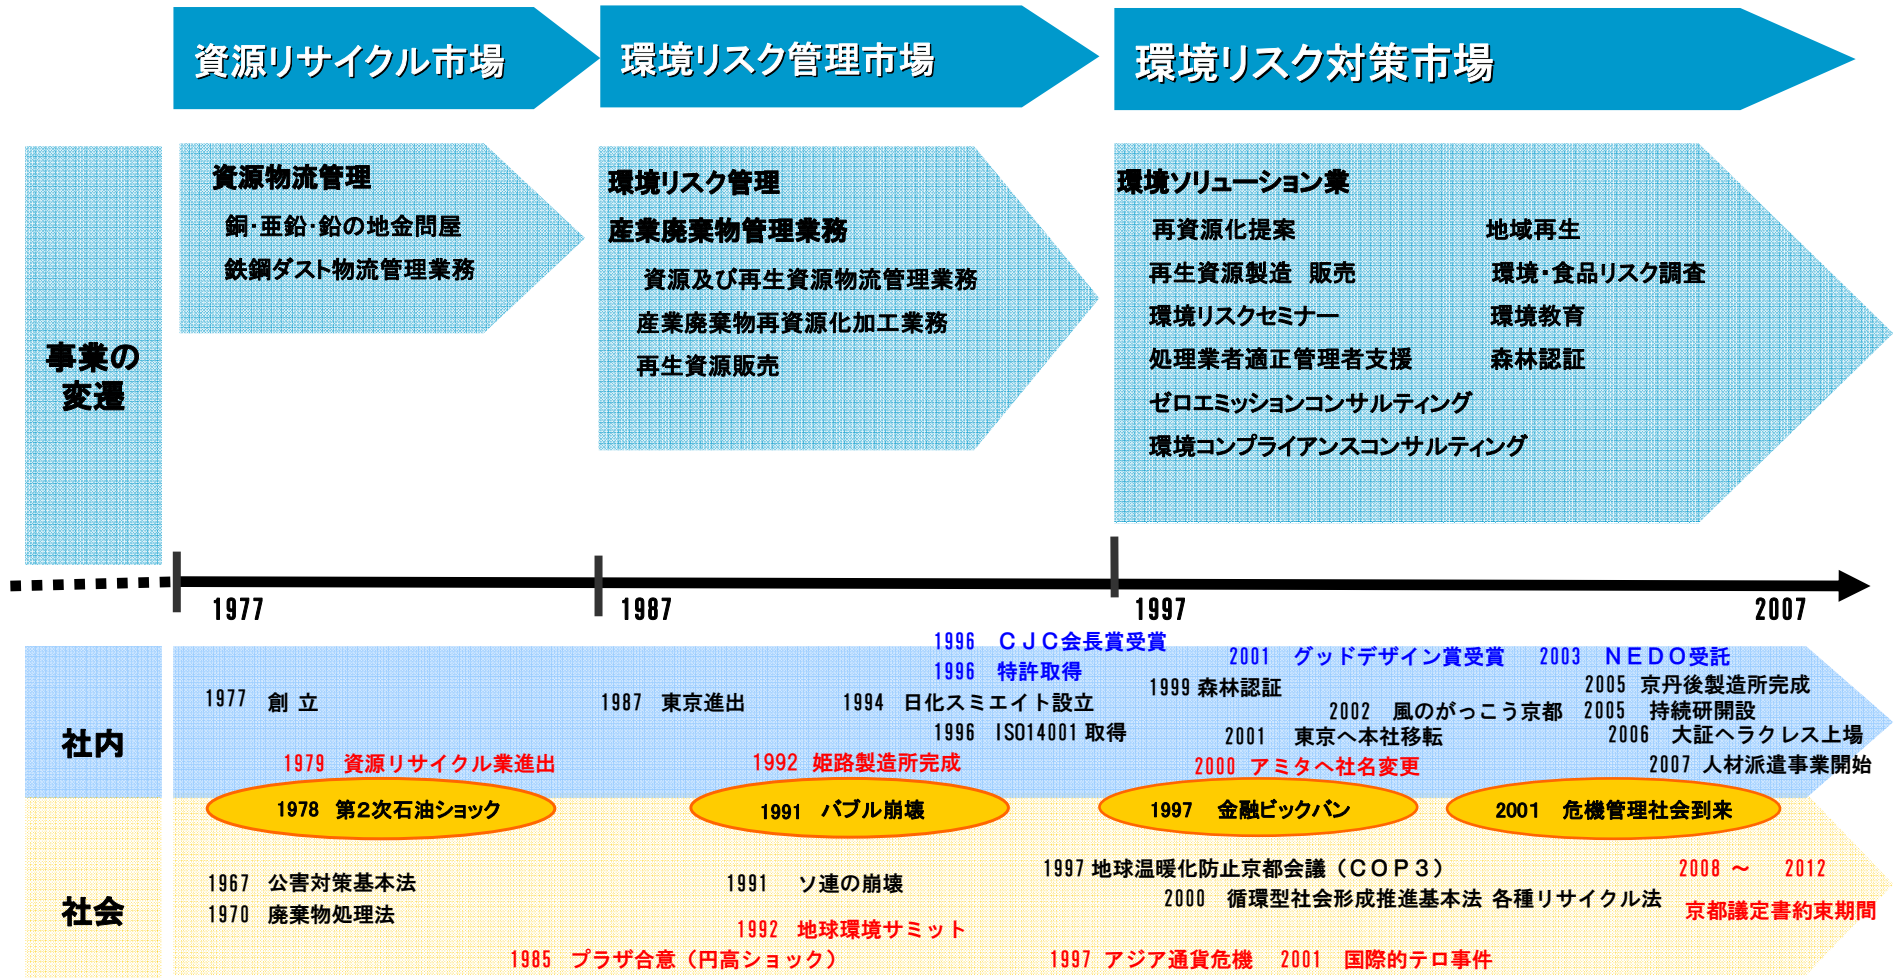 資源リサイクル市場
環境リスク管理市場
環境リスク対策市場
事業の
変遷
資源物流管理
銅・亜鉛・鉛の地金問屋
鉄鋼ダスト物流管理業務
環境リスク管理
産業廃棄物管理業務
資源及び再生資源物流管理業務
産業廃棄物再資源化加工業務
再生資源販売
環境ソリューション業
再資源化提案
再生資源製造 販売
環境リスクセミナー
処理業者適正管理者支援
ゼロエミッションコンサルティング
環境コンプライアンスコンサルティング
地域再生
環境・食品リスク調査
環境教育
森林認証
1977
1987
1997
2007
社内
1977 創 立
1979 資源リサイクル業進出
1987 東京進出
1996 CJC会長賞受賞
1996 特許取得
1994 日化スミエイト設立
1996 ISO14001 取得
1992 姫路製造所完成
2001 グッドデザイン賞受賞
1999 森林認証
2002 風のがっこう京都
2001 東京へ本社移転
2000 アミタへ社名変更
2003 NEDO受託
2005 京丹後製造所完成
2005 持続研開設
2006 大証ヘラクレス上場
2007 人材派遣事業開始
1978 第2次石油ショック
1991 バブル崩壊
1997 金融ビックバン
2001 危機管理社会到来
社会
1967 公害対策基本法
1970 廃棄物処理法
1985 プラザ合意(円高ショック)
1991 ソ連の崩壊
1992 地球環境サミット
1997 地球温暖化防止京都会議(COP3)
2000 循環型社会形成推進基本法 各種リサイクル法
1997 アジア通貨危機
2001 国際的テロ事件
2008 ～ 2012
京都議定書約束期間